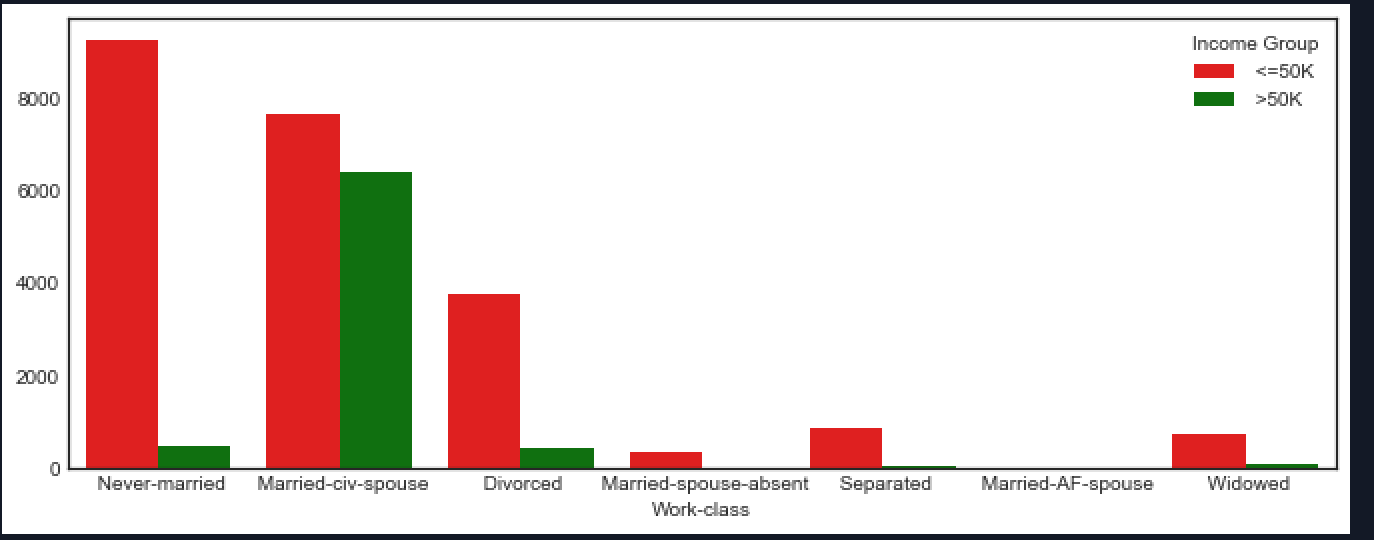 Income Group
<=50K
>50K
8000
6000
4000
2000
0
Never-married Married-civ-spouse Divorced Married-spouse-absent Separated Married-AF-spouse Widowed
Work-class